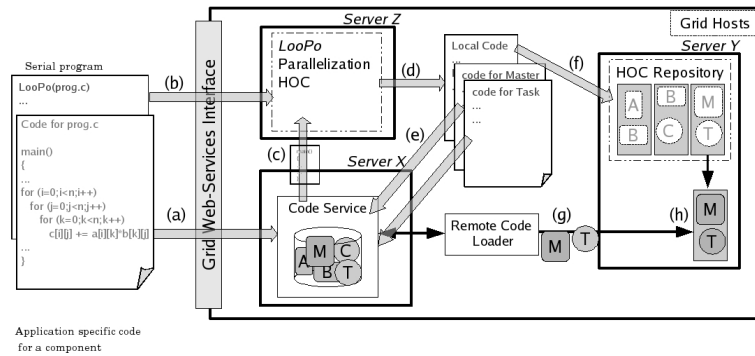 Server Z
Grid Hosts
Server Y
LooPo
Parallelization
HOC
Local Code
...
code for Master
code for Task
...
...
(f)
HOC Repository
A
B
B
C
M
T
Serial program
LooPo(prog.c)
...
(b)
(d)
(e)
Grid Web-Services Interface
Code for prog.c
main()
{
...
for (i=0;i<n;i++)
for (j=0;j<n;j++)
for (k=0;k<n;k++)
c[i][j] += a[i][k]*b[k][j]
...
}
(a)
(c)
main()
Server X
Code Service
A
M
B
C
T
Remote Code
Loader
(g)
M
T
(h)
M
T
Application specific code
for a component